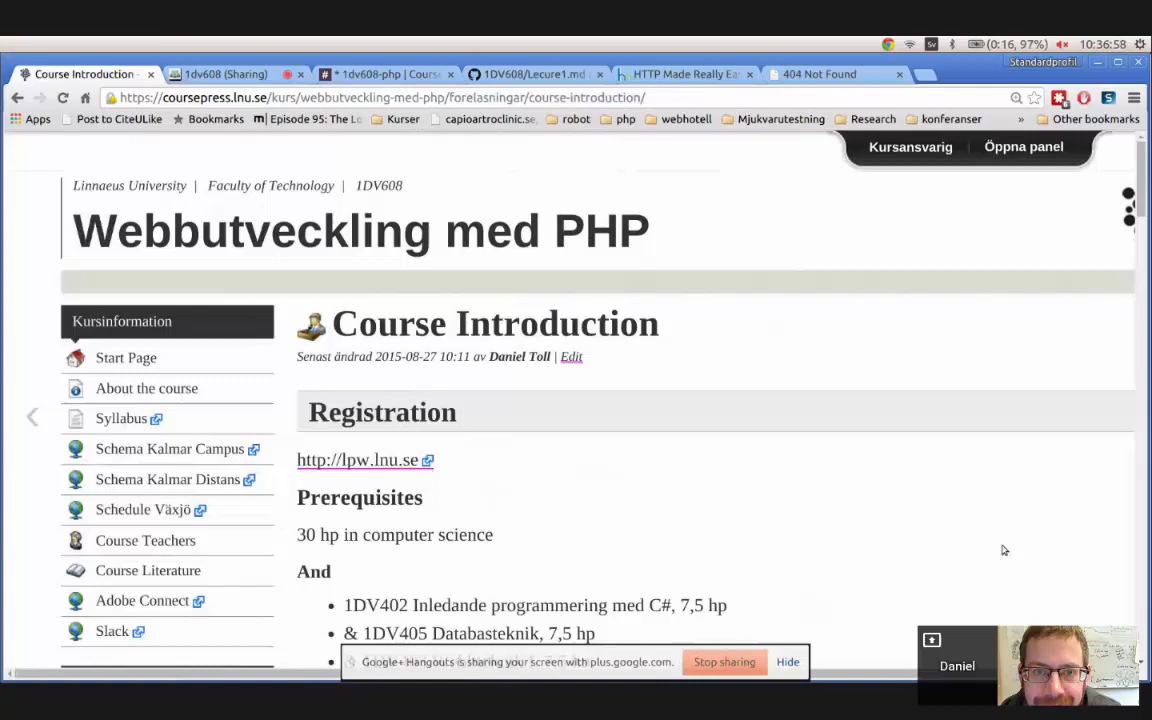 Sv (0:16, 97%) 10:36:58
Standardprofil
Course Introduction - 1dv608 (Sharing) * 1dv608-php | Cours 1DV608/Lecure1.md HTTP Made Really Ea 404 Not Found
https://coursepress.lnu.se/kurs/webbutveckling-med-php/forelasningar/course-introduction/
Apps Post to CiteULike Bookmarks Episode 95: The Lo Kurser capioartroclinic.se, robot php webhotell Mjukvarutestning Research konferanser » Other bookmarks
Kursansvarig | Öppna panel
Linnaeus University | Faculty of Technology | 1DV608
Webbutveckling med PHP
Kursinformation
Start Page
About the course
Syllabus
Schema Kalmar Campus
Schema Kalmar Distans
Schedule Växjö
Course Teachers
Course Literature
Adobe Connect
Slack
Course Introduction
Senast ändrad 2015-08-27 10:11 av Daniel Toll | Edit
Registration
http://lpw.lnu.se
Prerequisites
30 hp in computer science
And
• 1DV402 Inledande programmering med C#, 7,5 hp
• & 1DV405 Databasteknik, 7,5 hp
Google+ Hangouts is sharing your screen with plus.google.com. Stop sharing Hide
Daniel